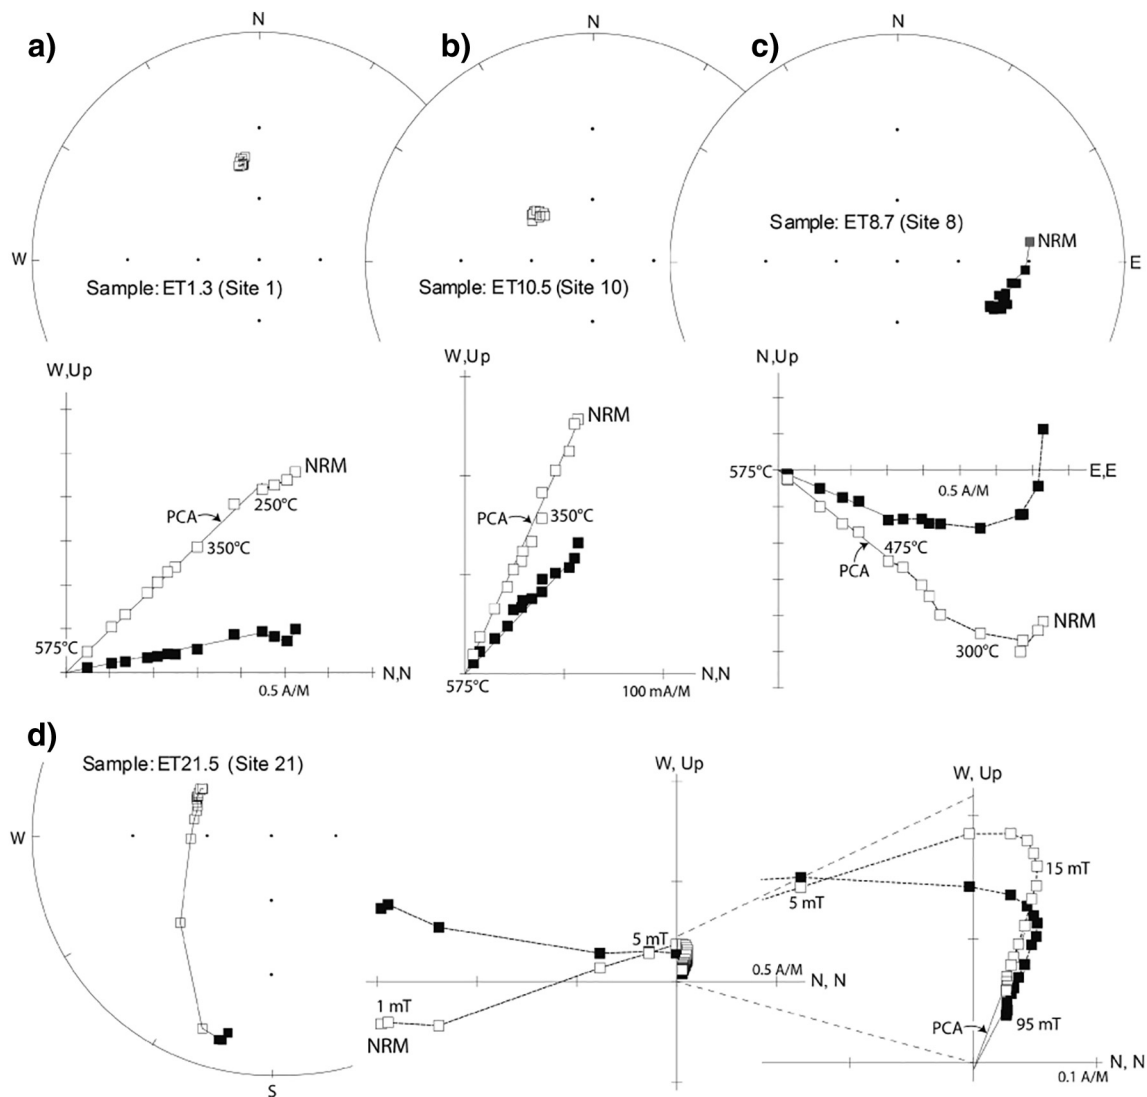 a)
N
W
Sample: ET1.3 (Site 1)
W,Up
NRM
250°C
PCA
350°C
575°C
0.5 A/M
N,N
b)
N
Sample: ET10.5 (Site 10)
W,Up
NRM
PCA
350°C
575°C
100 mA/M
N,N
c)
N
Sample: ET8.7 (Site 8)
NRM
E
N,Up
575°C
E,E
0.5 A/M
475°C
PCA
NRM
300°C
d)
Sample: ET21.5 (Site 21)
W
S
W, Up
5 mT
0.5 A/M
N, N
1 mT
NRM
W, Up
15 mT
5 mT
PCA
95 mT
0.1 A/M
N, N